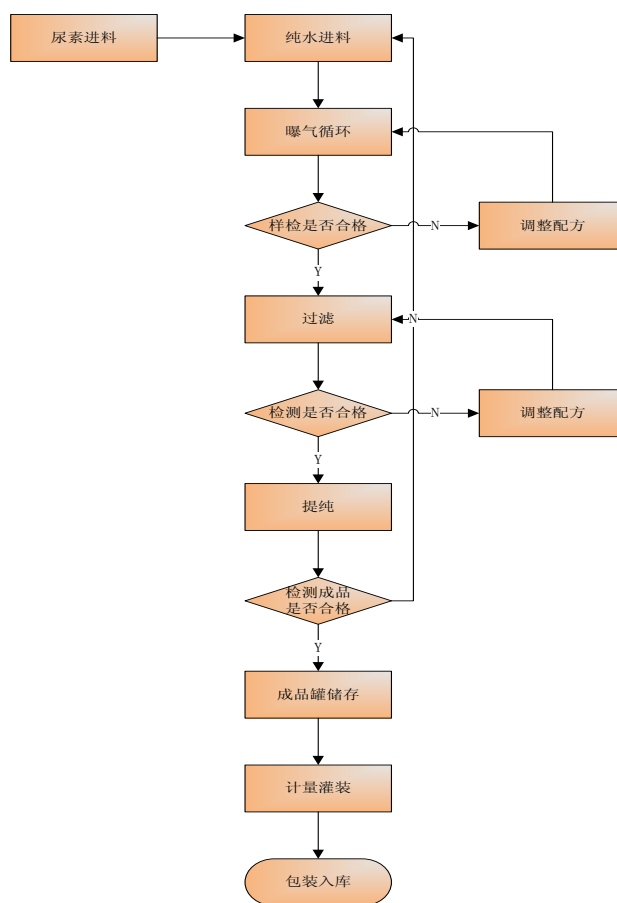 尿素进料
纯水进料
曝气循环
样检是否合格
N
调整配方
Y
过滤
N
检测是否合格
N
调整配方
Y
提纯
检测成品
是否合格
Y
成品罐储存
计量灌装
包装入库